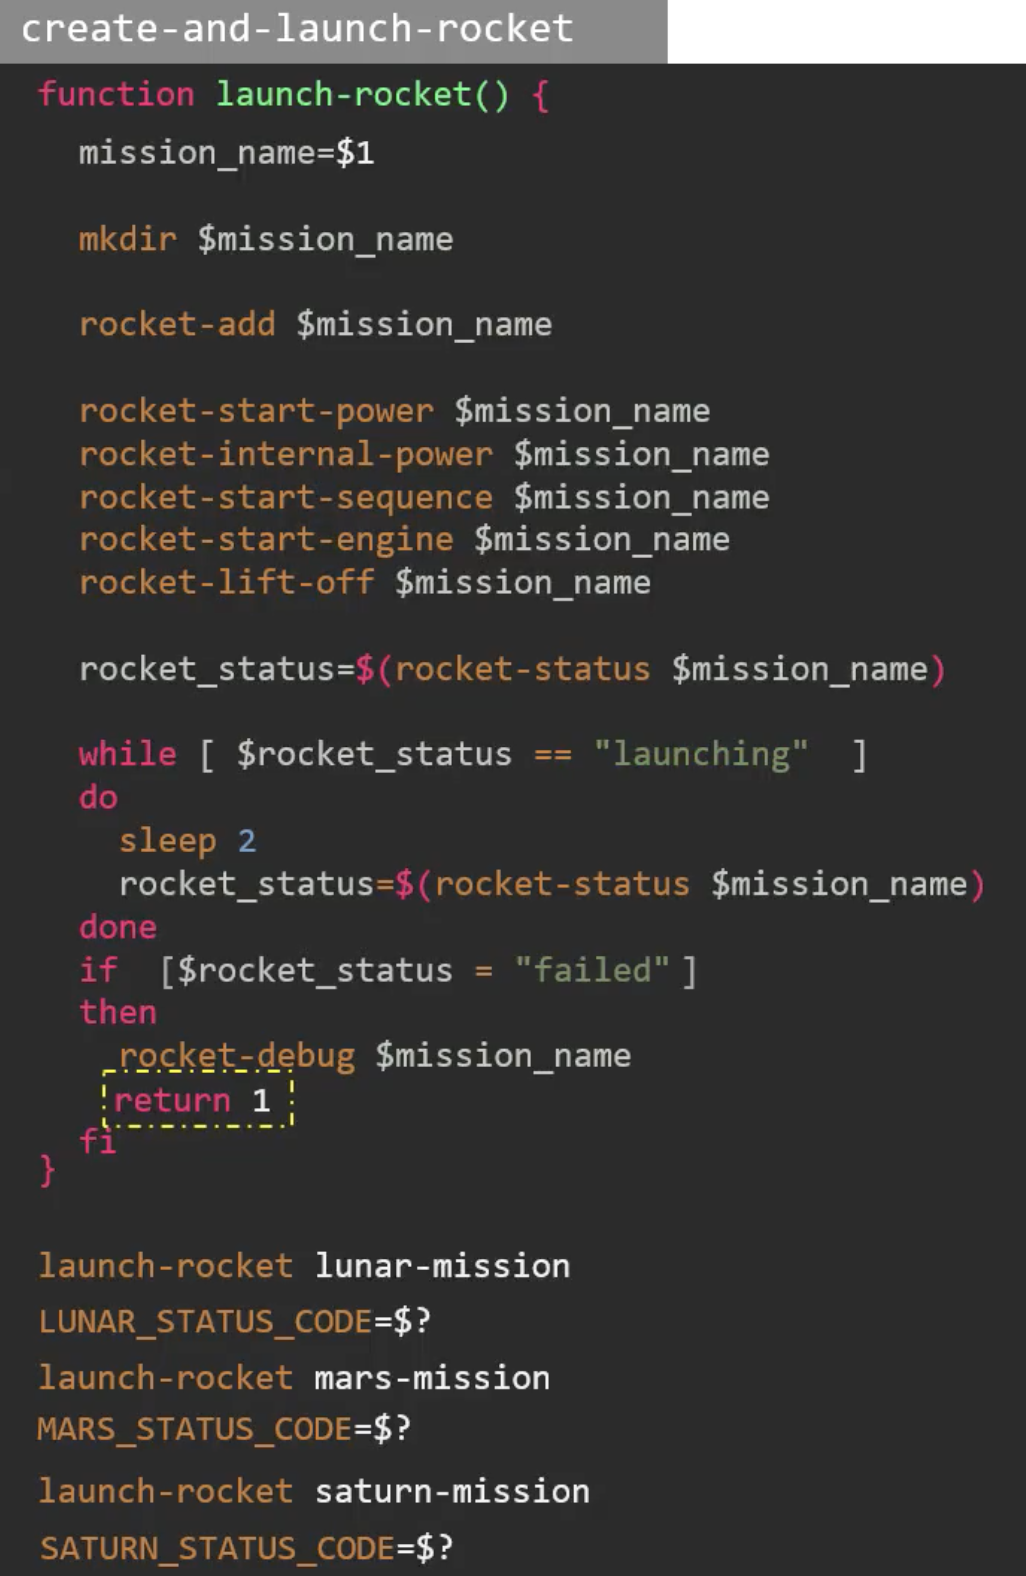 create-and-launch-rocket
function launch-rocket() {
mission_name=$1
mkdir $mission_name
rocket-add $mission_name
rocket-start-power $mission_name
rocket-internal-power $mission_name
rocket-start-sequence $mission_name
rocket-start-engine $mission_name
rocket-lift-off $mission_name
rocket_status=$(rocket-status $mission_name)
while [ $rocket_status == "launching"  ]
do
sleep 2
rocket_status=$(rocket-status $mission_name)
done
if  [$rocket_status = "failed" ]
then
rocket-debug $mission_name
return 1
fi
}
launch-rocket lunar-mission
LUNAR_STATUS_CODE=$?
launch-rocket mars-mission
MARS_STATUS_CODE=$?
launch-rocket saturn-mission
SATURN_STATUS_CODE=$?